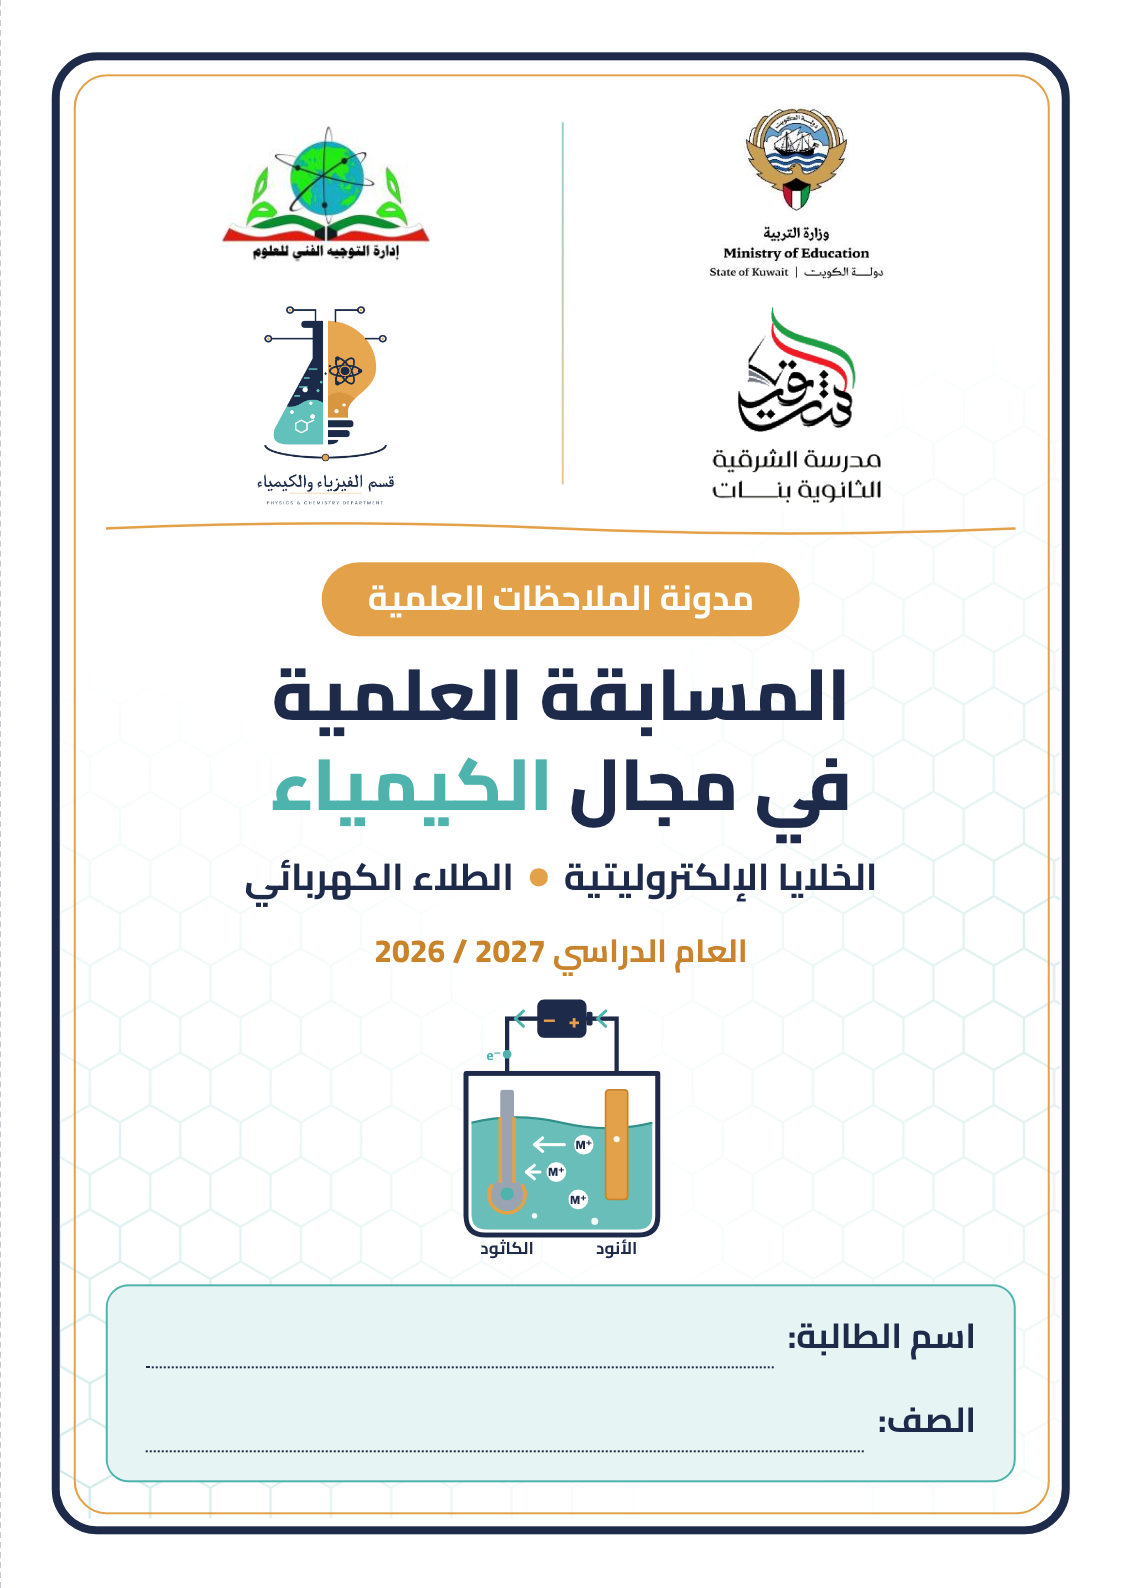 وزارة التربية
Ministry of Education
دولـــة الكويت | State of Kuwait
إدارة التوجيه الفني للعلوم
شرقية
مدرسة الشرقية
الثانوية بنـــات
قسم الفيزياء والكيمياء
PHYSICS & CHEMISTRY DEPARTMENT
مدونة الملاحظات العلمية
المسابقة العلمية
في مجال الكيمياء
الخلايا الإلكتروليتية • الطلاء الكهربائي
العام الدراسي 2027 / 2026
− +
e⁻
M⁺
M⁺
M⁺
الأنود
الكاثود
اسم الطالبة:
الصف: